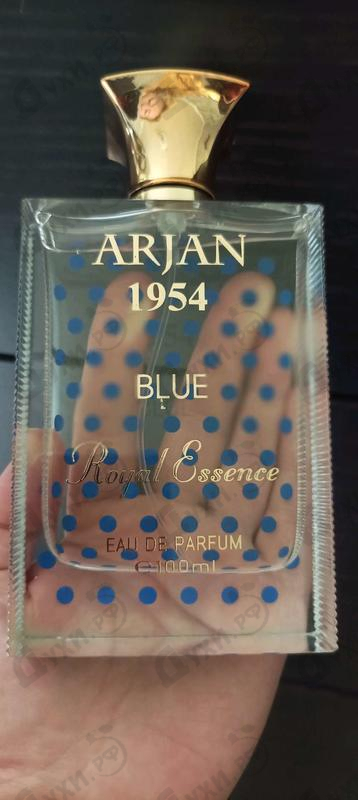 ARJAN
1954
BLUE
Royal Essence
EAU DE PARFUM
℮100ml